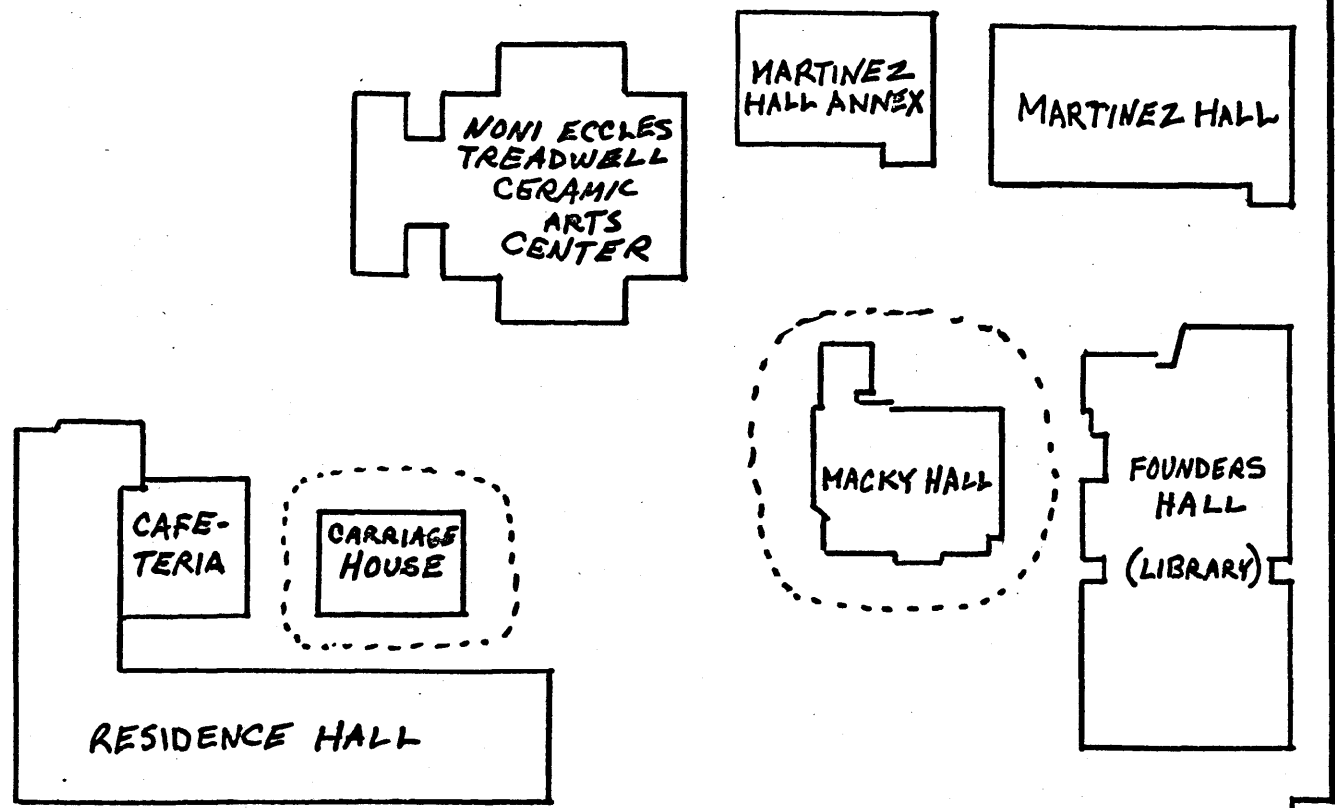 MARTINEZ
HALL ANNEX
MARTINEZ HALL
NONI ECCLES
TREADWELL
CERAMIC
ARTS
CENTER
MACKY HALL
FOUNDERS
HALL
(LIBRARY)
CAFE-
TERIA
CARRIAGE
HOUSE
RESIDENCE HALL